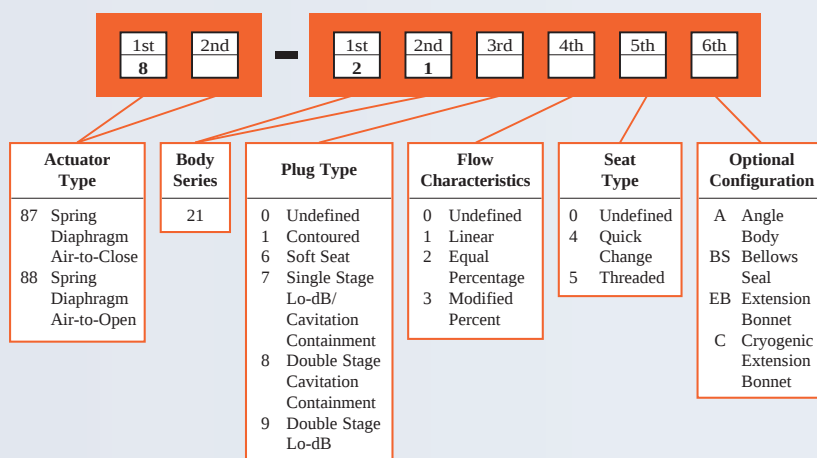 1st 2nd - 1st 2nd 3rd 4th 5th 6th
8 2 1
Actuator
Type
87 Spring
Diaphragm
Air-to-Close
88 Spring
Diaphragm
Air-to-Open
Body
Series
21
Plug Type
0 Undefined
1 Contoured
6 Soft Seat
7 Single Stage
Lo-dB/
Cavitation
Containment
8 Double Stage
Cavitation
Containment
9 Double Stage
Lo-dB
Flow
Characteristics
0 Undefined
1 Linear
2 Equal
Percentage
3 Modified
Percent
Seat
Type
0 Undefined
4 Quick
Change
5 Threaded
Optional
Configuration
A Angle
Body
BS Bellows
Seal
EB Extension
Bonnet
C Cryogenic
Extension
Bonnet